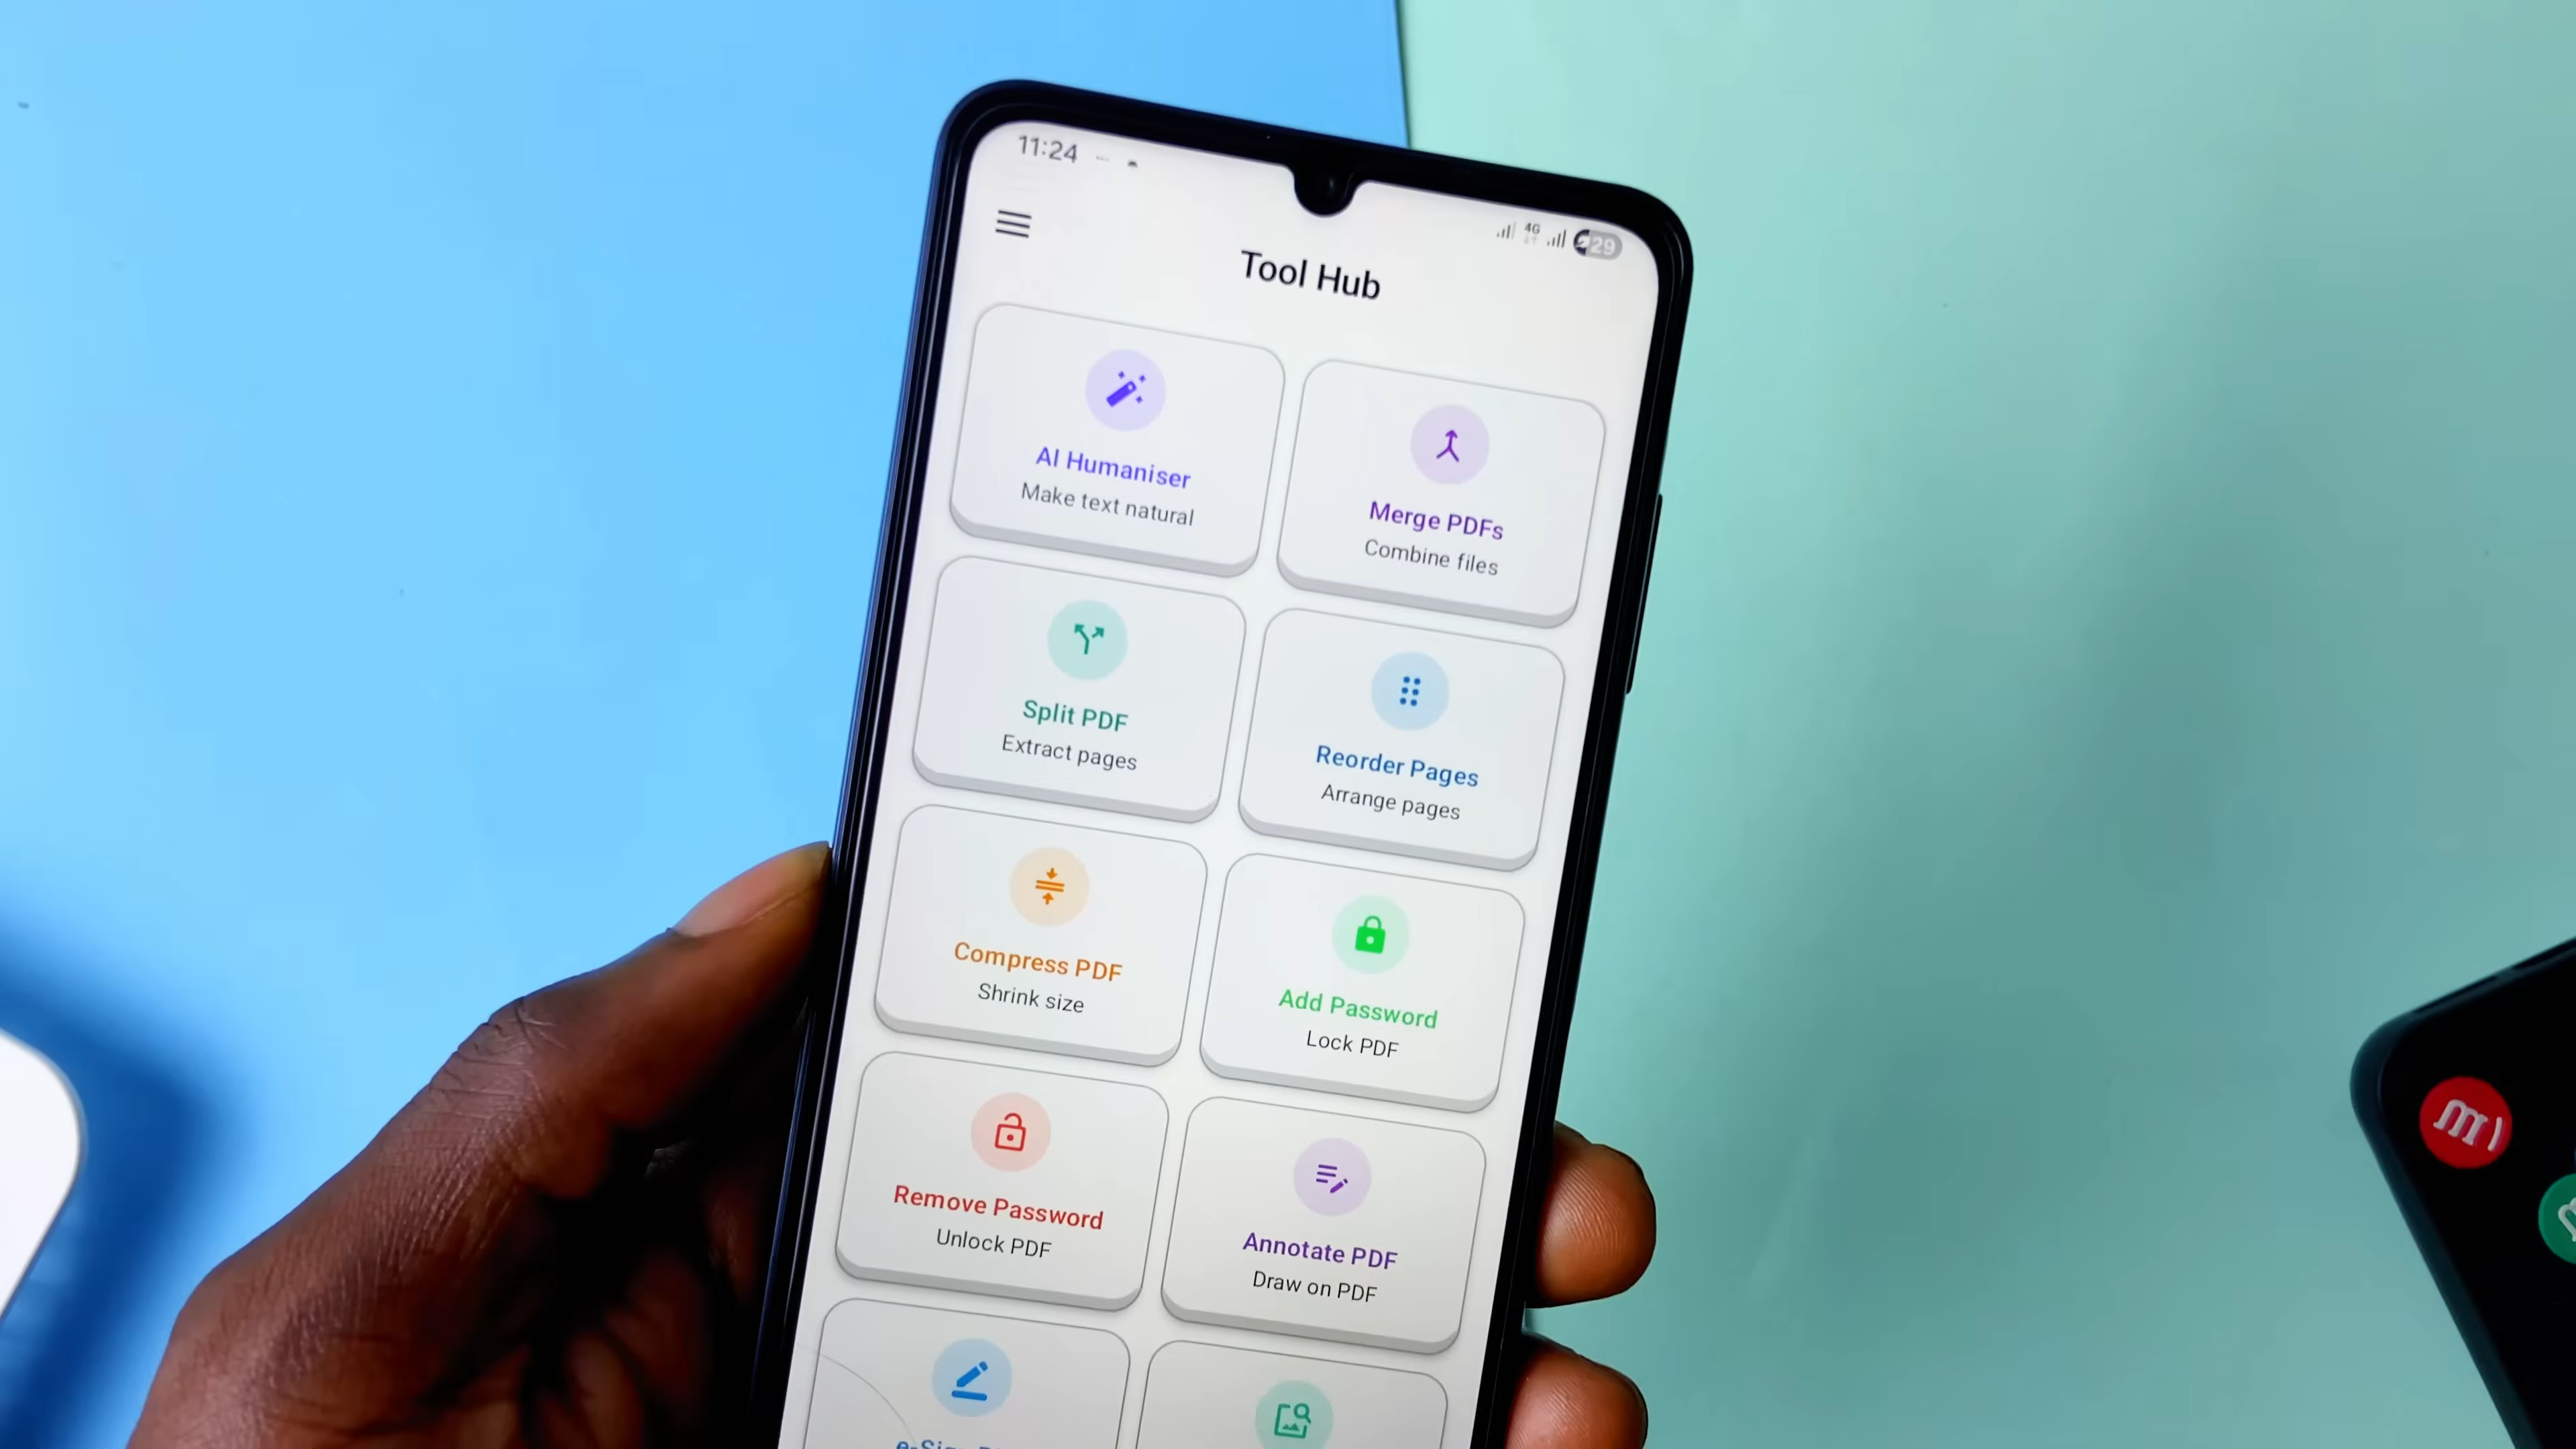 11:24
4G
29
Tool Hub
AI Humaniser
Make text natural
Merge PDFs
Combine files
Split PDF
Extract pages
Reorder Pages
Arrange pages
Compress PDF
Shrink size
Add Password
Lock PDF
Remove Password
Unlock PDF
Annotate PDF
Draw on PDF